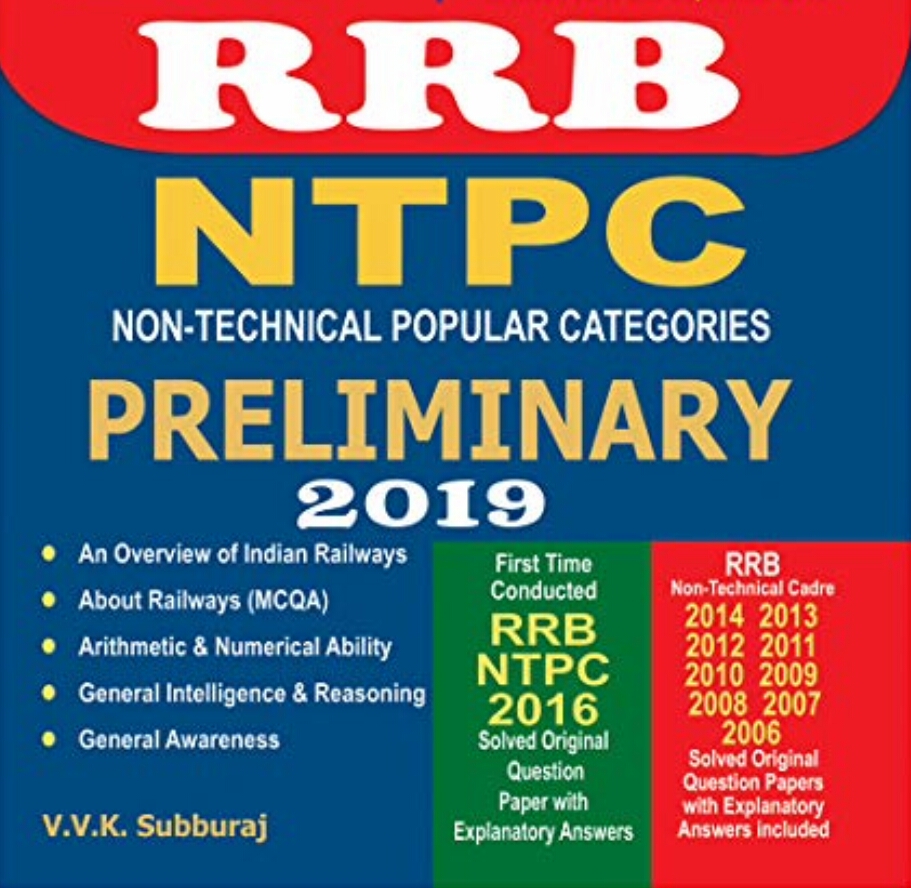 RRB
NTPC
NON-TECHNICAL POPULAR CATEGORIES
PRELIMINARY
2019
An Overview of Indian Railways
About Railways (MCQA)
Arithmetic & Numerical Ability
General Intelligence & Reasoning
General Awareness
V.V.K. Subburaj
First Time
Conducted
RRB
NTPC
2016
Solved Original
Question
Paper with
Explanatory Answers
RRB
Non-Technical Cadre
2014 2013
2012 2011
2010 2009
2008 2007
2006
Solved Original
Question Papers
with Explanatory
Answers included